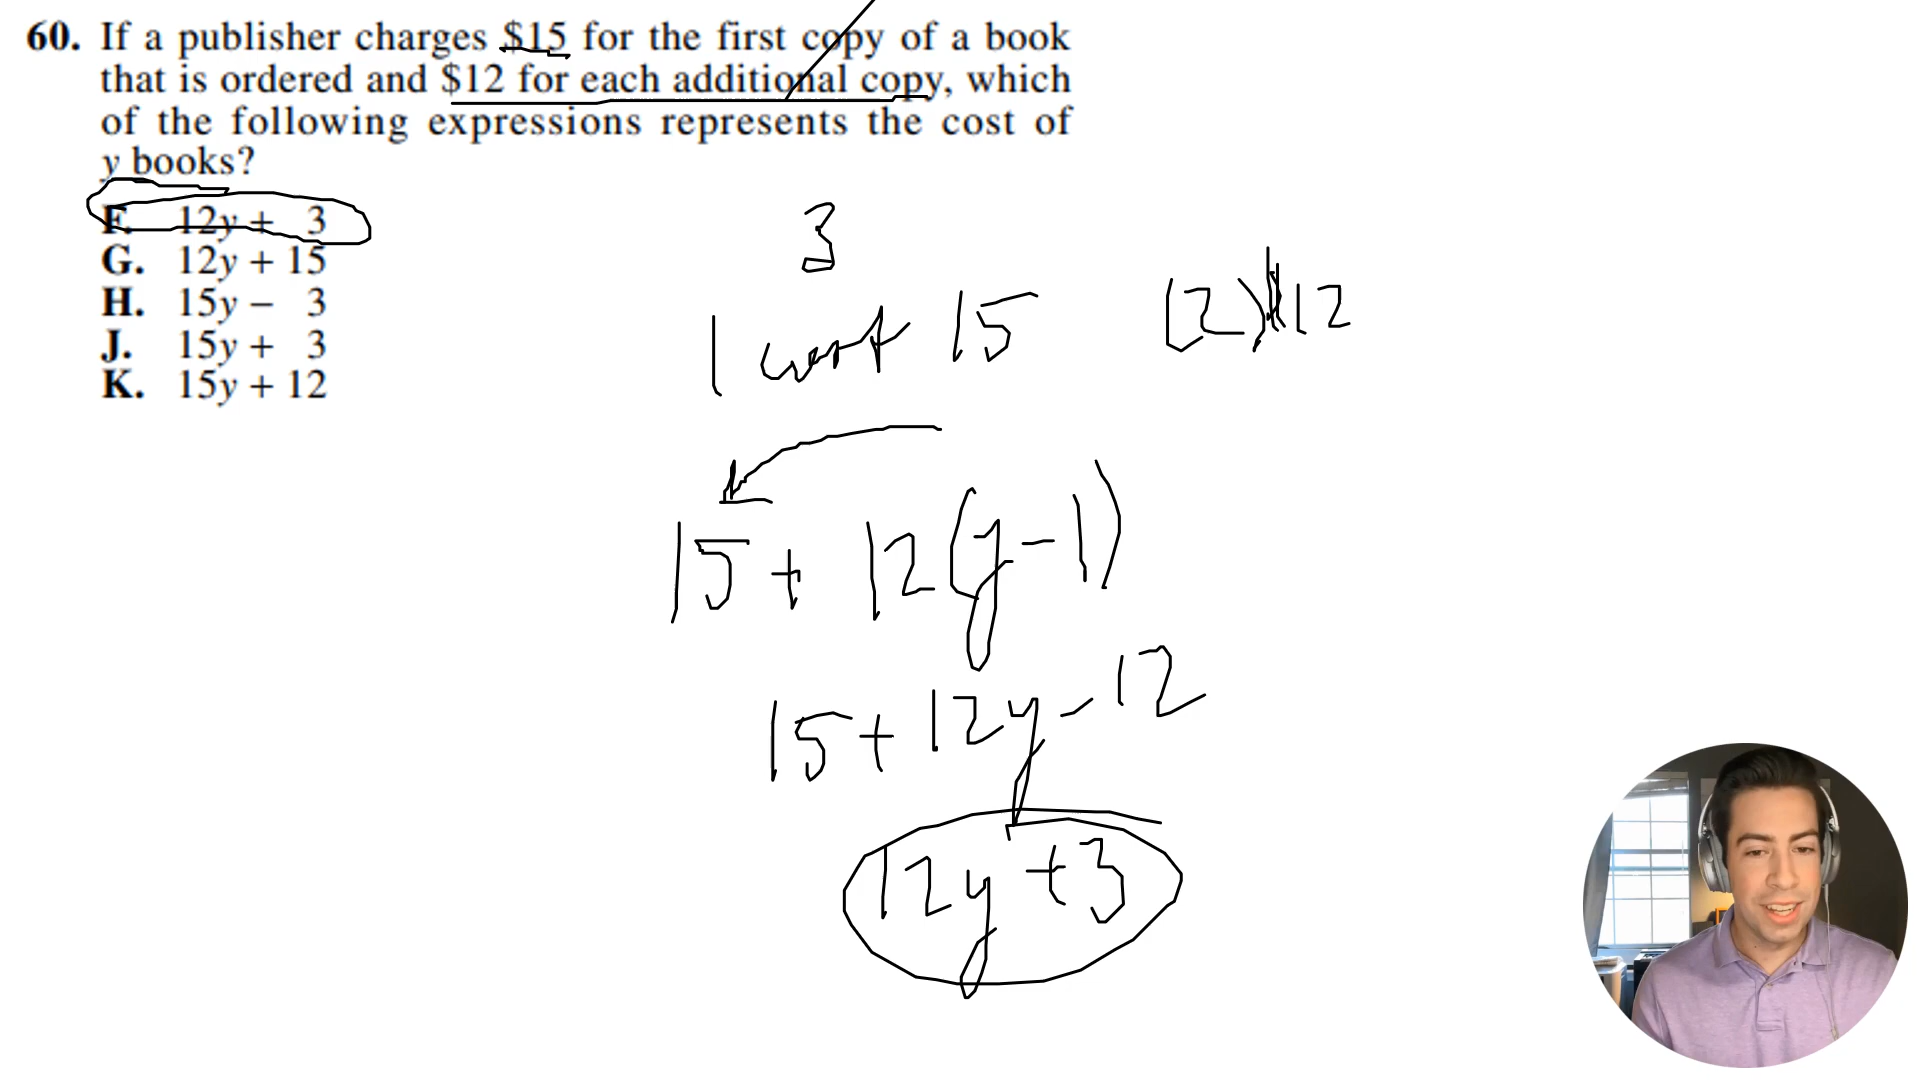 60. If a publisher charges $15 for the first copy of a book
that is ordered and $12 for each additional copy, which
of the following expressions represents the cost of
y books?
F. 12y + 3
G. 12y + 15
H. 15y − 3
J. 15y + 3
K. 15y + 12
3
1 cost 15 (2)$12
15 + 12(y-1)
15 + 12y - 12
12y + 3